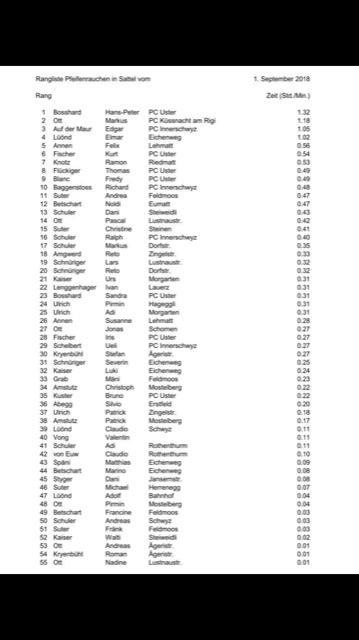 Rangliste Pfeifenrauchen in Sattel vom 1. September 2018
Rang Zeit (Std./Min.)
1 Bosshard Hans-Peter PC Uster 1.32
2 Ott Markus PC Küssnacht am Rigi 1.18
3 Auf der Maur Edgar PC Innerschwyz 1.05
4 Lüönd Elmar Eichenweg 1.02
5 Annen Felix Lehmatt 0.56
6 Fischer Kurt PC Uster 0.54
7 Knotz Ramon Riedmatt 0.53
8 Flückiger Thomas PC Uster 0.49
9 Blanc Fredy PC Uster 0.49
10 Baggenstoss Richard PC Innerschwyz 0.48
11 Suter Andrea Feldmoos 0.47
12 Betschart Noldi Eumatt 0.47
13 Schuler Dani Steiweidli 0.43
14 Ott Pascal Lustnaustr. 0.42
15 Suter Christine Steinen 0.41
16 Schuler Ralph PC Innerschwyz 0.40
17 Schuler Markus Dorfstr. 0.35
18 Amgwerd Reto Zingelstr. 0.33
19 Schnüriger Lars Lustnaustr. 0.32
20 Schnüriger Reto Dorfstr. 0.32
21 Kaiser Urs Morgarten 0.31
22 Lenggenhager Ivan Lauerz 0.31
23 Bosshard Sandra PC Uster 0.31
24 Ulrich Pirmin Hageggli 0.31
25 Ulrich Adi Morgarten 0.31
26 Annen Susanne Lehmatt 0.28
27 Ott Jonas Schornen 0.27
28 Fischer Iris PC Uster 0.27
29 Schelbert Ueli PC Innerschwyz 0.27
30 Kryenbühl Stefan Ägeristr. 0.27
31 Schnüriger Severin Eichenweg 0.25
32 Kaiser Luki Eichenweg 0.24
33 Grab Mäni Feldmoos 0.23
34 Amstutz Christoph Mostelberg 0.22
35 Kuster Bruno PC Uster 0.22
36 Abegg Silvio Erstfeld 0.20
37 Ulrich Patrick Zingelstr. 0.18
38 Amstutz Patrick Mostelberg 0.17
39 Lüönd Claudio Schwyz 0.11
40 Vong Valentin 0.11
41 Schuler Adi Rothenthurm 0.11
42 von Euw Claudio Rothenturm 0.10
43 Späni Matthias Eichenweg 0.09
44 Betschart Marino Eichenweg 0.08
45 Styger Dani Jansernstr. 0.08
46 Suter Michael Herrenegg 0.07
47 Lüönd Adolf Bahnhof 0.04
48 Ott Pirmin Mostelberg 0.04
49 Betschart Francine Feldmoos 0.03
50 Schuler Andreas Schwyz 0.03
51 Suter Fränk Feldmoos 0.03
52 Kaiser Walti Steiweidli 0.02
53 Ott Andreas Ägeristr. 0.01
54 Kryenbühl Roman Ägeristr. 0.01
55 Ott Nadine Lustnaustr. 0.01